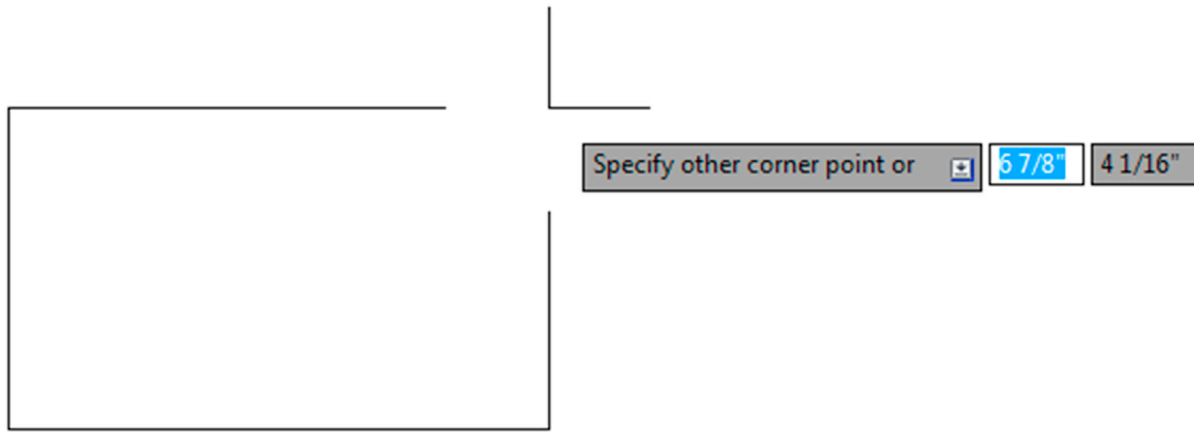 Specify other corner point or 6 7/8" 4 1/16"